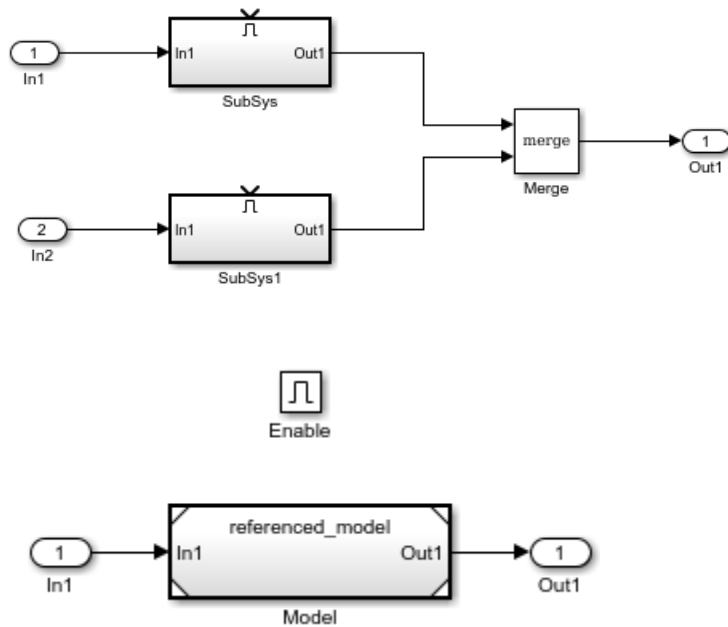 1
In1
In1 Out1
SubSys
merge
Merge
1
Out1
2
In2
In1 Out1
SubSys1
Enable
1
In1
referenced_model
In1 Out1
Model
1
Out1